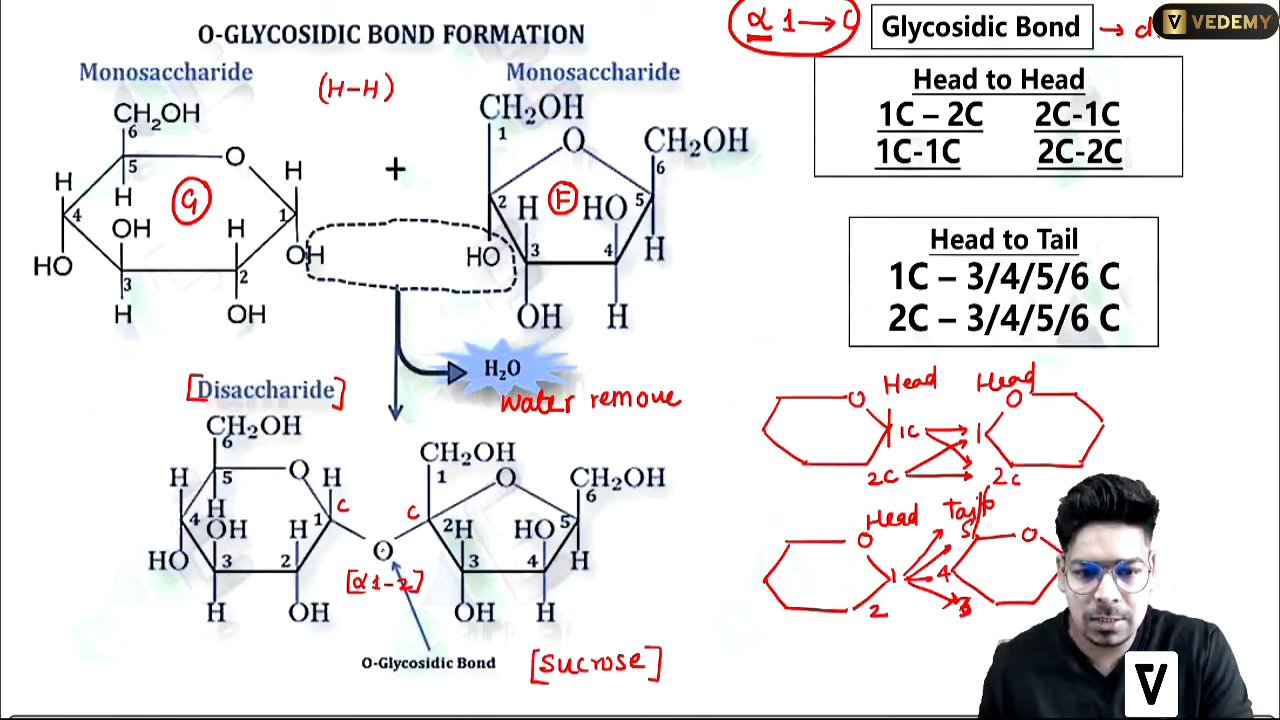 O-GLYCOSIDIC BOND FORMATION
Monosaccharide
(H-H)
Monosaccharide
CH₂OH
6
5
O
H
H
4
G
H
OH
H
1
OH
HO
3
2
H
OH
+
CH₂OH
1
O
CH₂OH
6
2
H
F
HO
5
HO
3
4
H
OH
H
H₂O
water remove
[Disaccharide]
CH₂OH
6
5
O
H
H
C
H
4
OH
H
1
HO
3
2
H
OH
O
[α 1-2]
CH₂OH
1
O
CH₂OH
6
C
2
H
HO
5
3
4
H
OH
H
O-Glycosidic Bond
[sucrose]
α 1→C
Glycosidic Bond
→ d
VEDEMY
Head to Head
1C – 2C 2C-1C
1C-1C 2C-2C
Head to Tail
1C – 3/4/5/6 C
2C – 3/4/5/6 C
Head Head
O O
1C 1
2C 2C
Head Tail
O 5 O
1 4
2 3
V